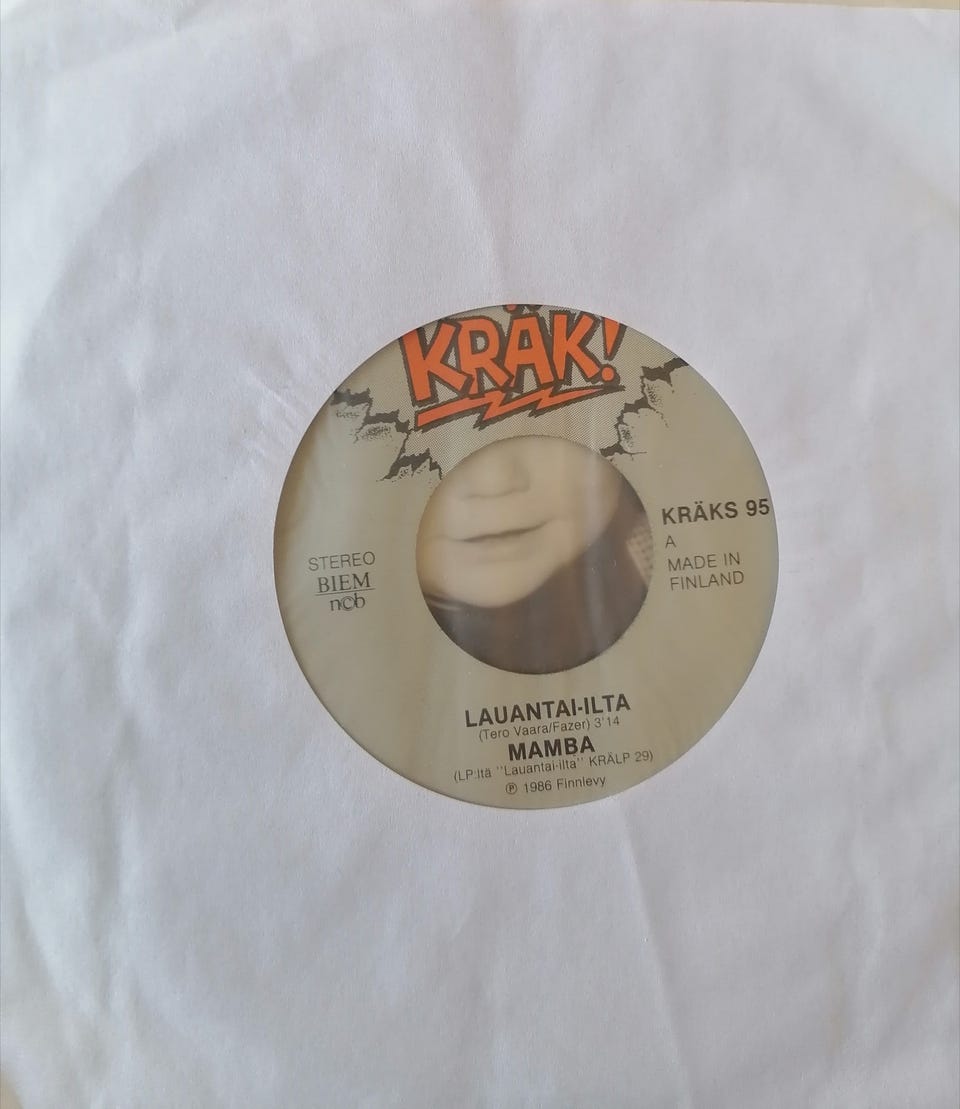 KRÄK!
KRÄKS 95
A
MADE IN
FINLAND
STEREO
BIEM
n©b
LAUANTAI-ILTA
(Tero Vaara/Fazer) 3'14
MAMBA
(LP:ltä "Lauantai-ilta" KRÄLP 29)
℗ 1986 Finnlevy